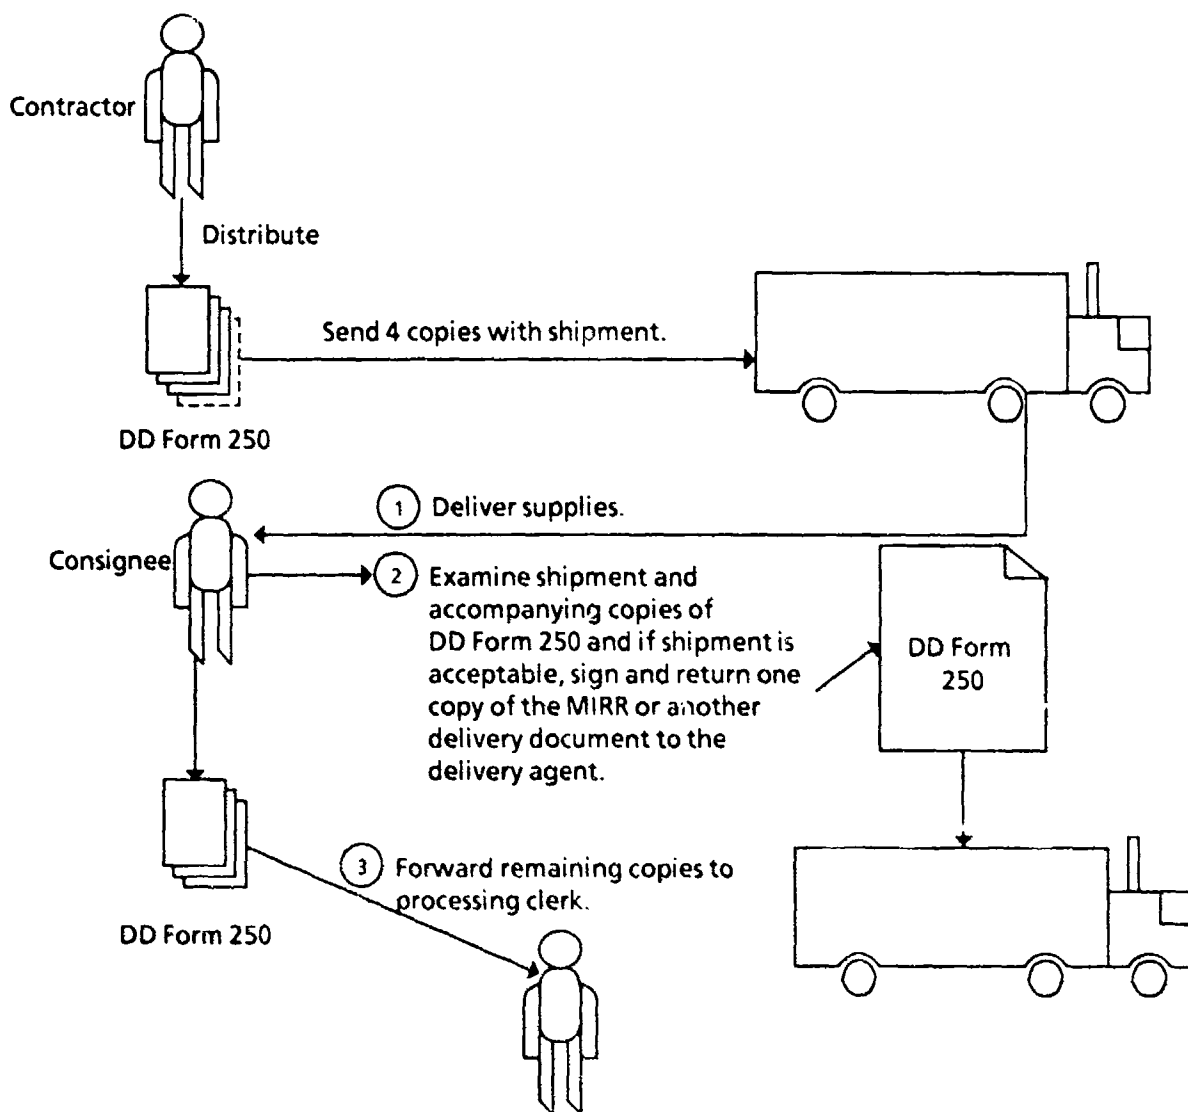 Contractor
Distribute
Send 4 copies with shipment.
DD Form 250
1 Deliver supplies.
Consignee
2 Examine shipment and
accompanying copies of
DD Form 250 and if shipment is
acceptable, sign and return one
copy of the MIRR or another
delivery document to the
delivery agent.
DD Form
250
3 Forward remaining copies to
processing clerk.
DD Form 250